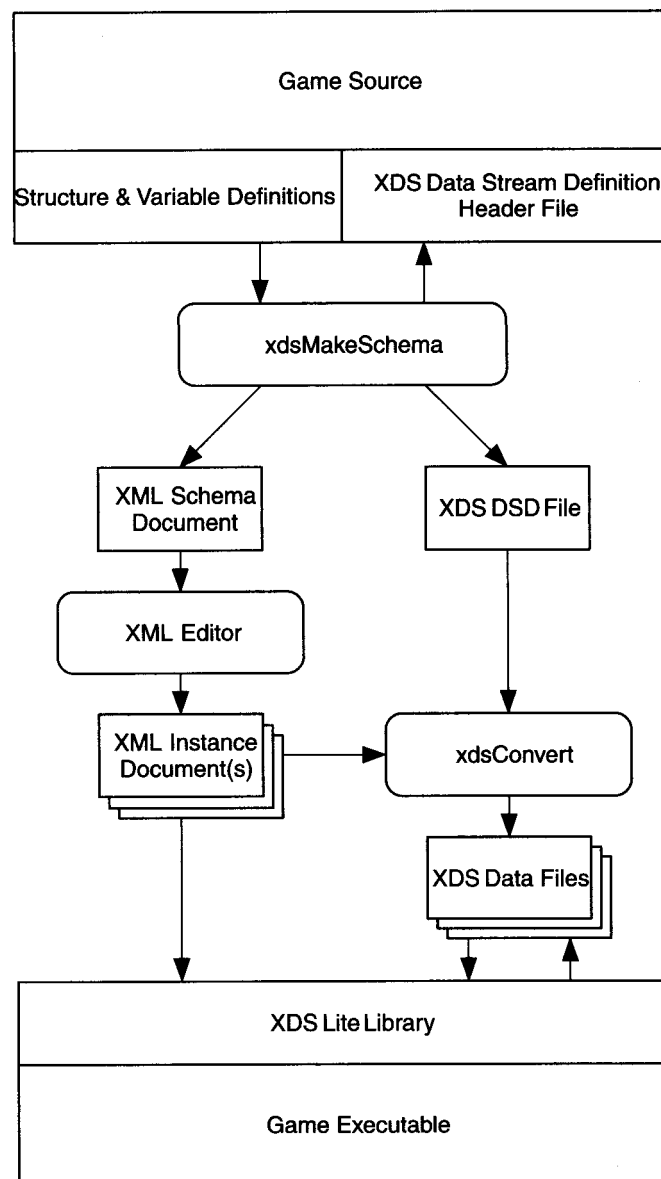 Game Source
Structure & Variable Definitions
XDS Data Stream Definition
Header File
xdsMakeSchema
XML Schema
Document
XDS DSD File
XML Editor
XML Instance
Document(s)
xdsConvert
XDS Data Files
XDS Lite Library
Game Executable